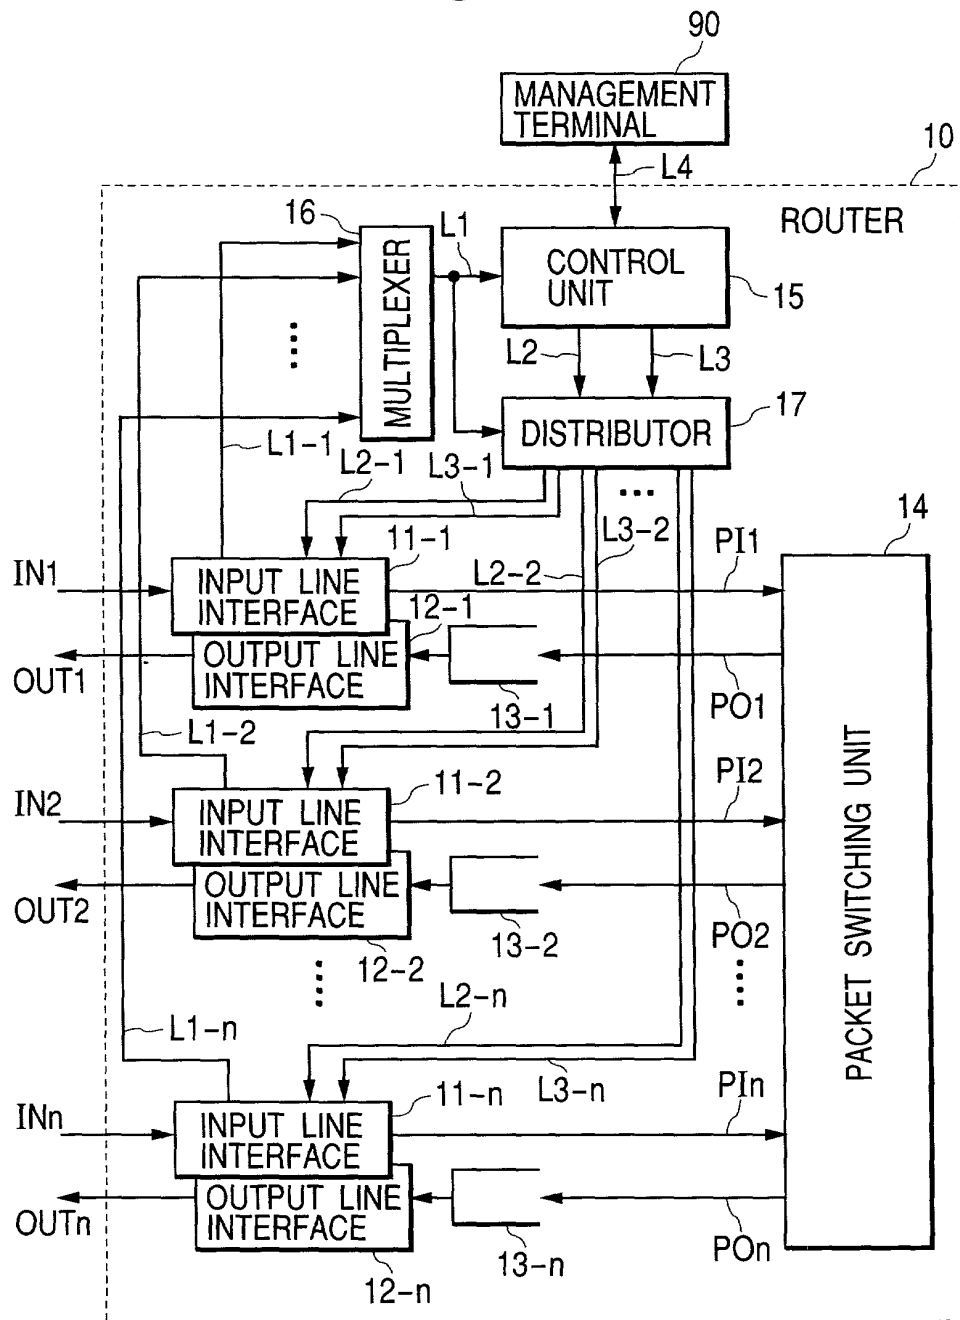 90
MANAGEMENT
TERMINAL
10
L4
16
L1
ROUTER
MULTIPLEXER
CONTROL
UNIT
15
L2
L3
17
DISTRIBUTOR
L1-1
L2-1
L3-1
11-1
L3-2
14
PI1
IN1
INPUT LINE
INTERFACE
L2-2
12-1
OUTPUT LINE
INTERFACE
OUT1
13-1
PO1
L1-2
PI2
11-2
IN2
INPUT LINE
INTERFACE
OUTPUT LINE
INTERFACE
OUT2
13-2
PO2
12-2
PACKET SWITCHING UNIT
L2-n
L1-n
L3-n
11-n
PIn
INn
INPUT LINE
INTERFACE
OUTPUT LINE
INTERFACE
OUTn
13-n
POn
12-n